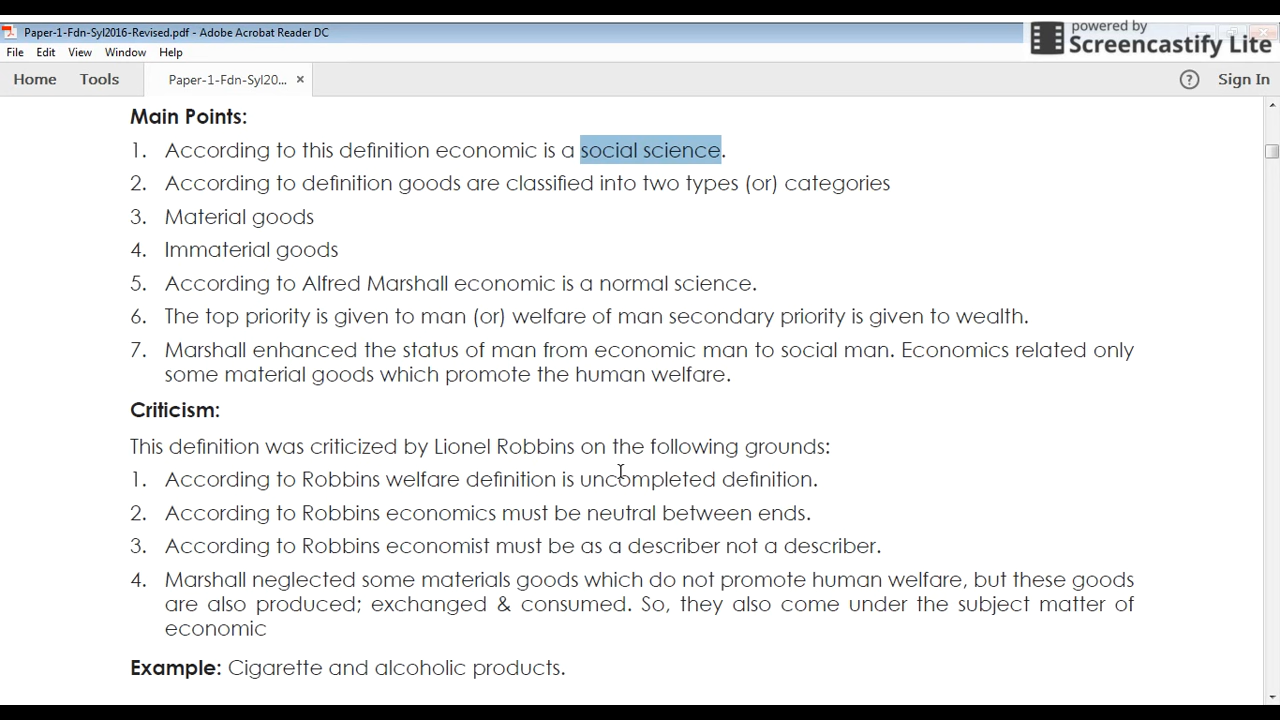 Paper-1-Fdn-Syl2016-Revised.pdf - Adobe Acrobat Reader DC
powered by
Screencastify Lite
File Edit View Window Help
Home Tools Paper-1-Fdn-Syl20... × ? Sign In
Main Points:
1. According to this definition economic is a social science.
2. According to definition goods are classified into two types (or) categories
3. Material goods
4. Immaterial goods
5. According to Alfred Marshall economic is a normal science.
6. The top priority is given to man (or) welfare of man secondary priority is given to wealth.
7. Marshall enhanced the status of man from economic man to social man. Economics related only
some material goods which promote the human welfare.
Criticism:
This definition was criticized by Lionel Robbins on the following grounds:
1. According to Robbins welfare definition is uncompleted definition.
2. According to Robbins economics must be neutral between ends.
3. According to Robbins economist must be as a describer not a describer.
4. Marshall neglected some materials goods which do not promote human welfare, but these goods
are also produced; exchanged & consumed. So, they also come under the subject matter of
economic
Example: Cigarette and alcoholic products.